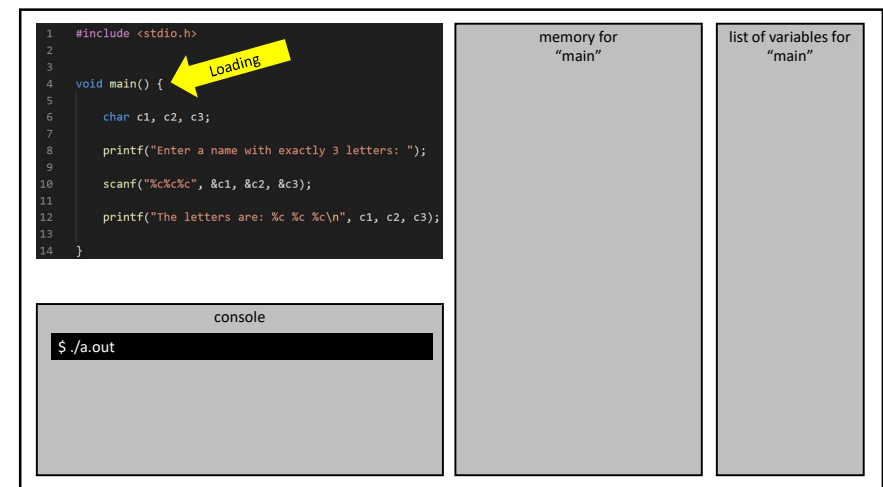 1 #include <stdio.h>
2
3
4 void main() {
5
6 char c1, c2, c3;
7
8 printf("Enter a name with exactly 3 letters: ");
9
10 scanf("%c%c%c", &c1, &c2, &c3);
11
12 printf("The letters are: %c %c %c\n", c1, c2, c3);
13
14 }
Loading
console
$ ./a.out
memory for
“main”
list of variables for
“main”